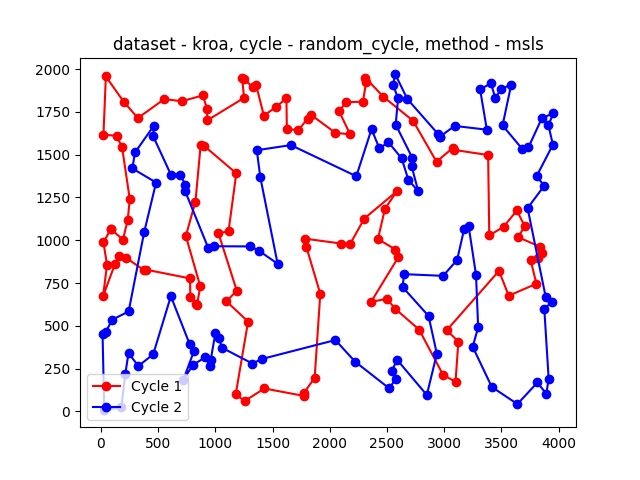 dataset - kroa, cycle - random_cycle, method - msls
2000
1750
1500
1250
1000
750
500
250
0
Cycle 1
Cycle 2
0 500 1000 1500 2000 2500 3000 3500 4000